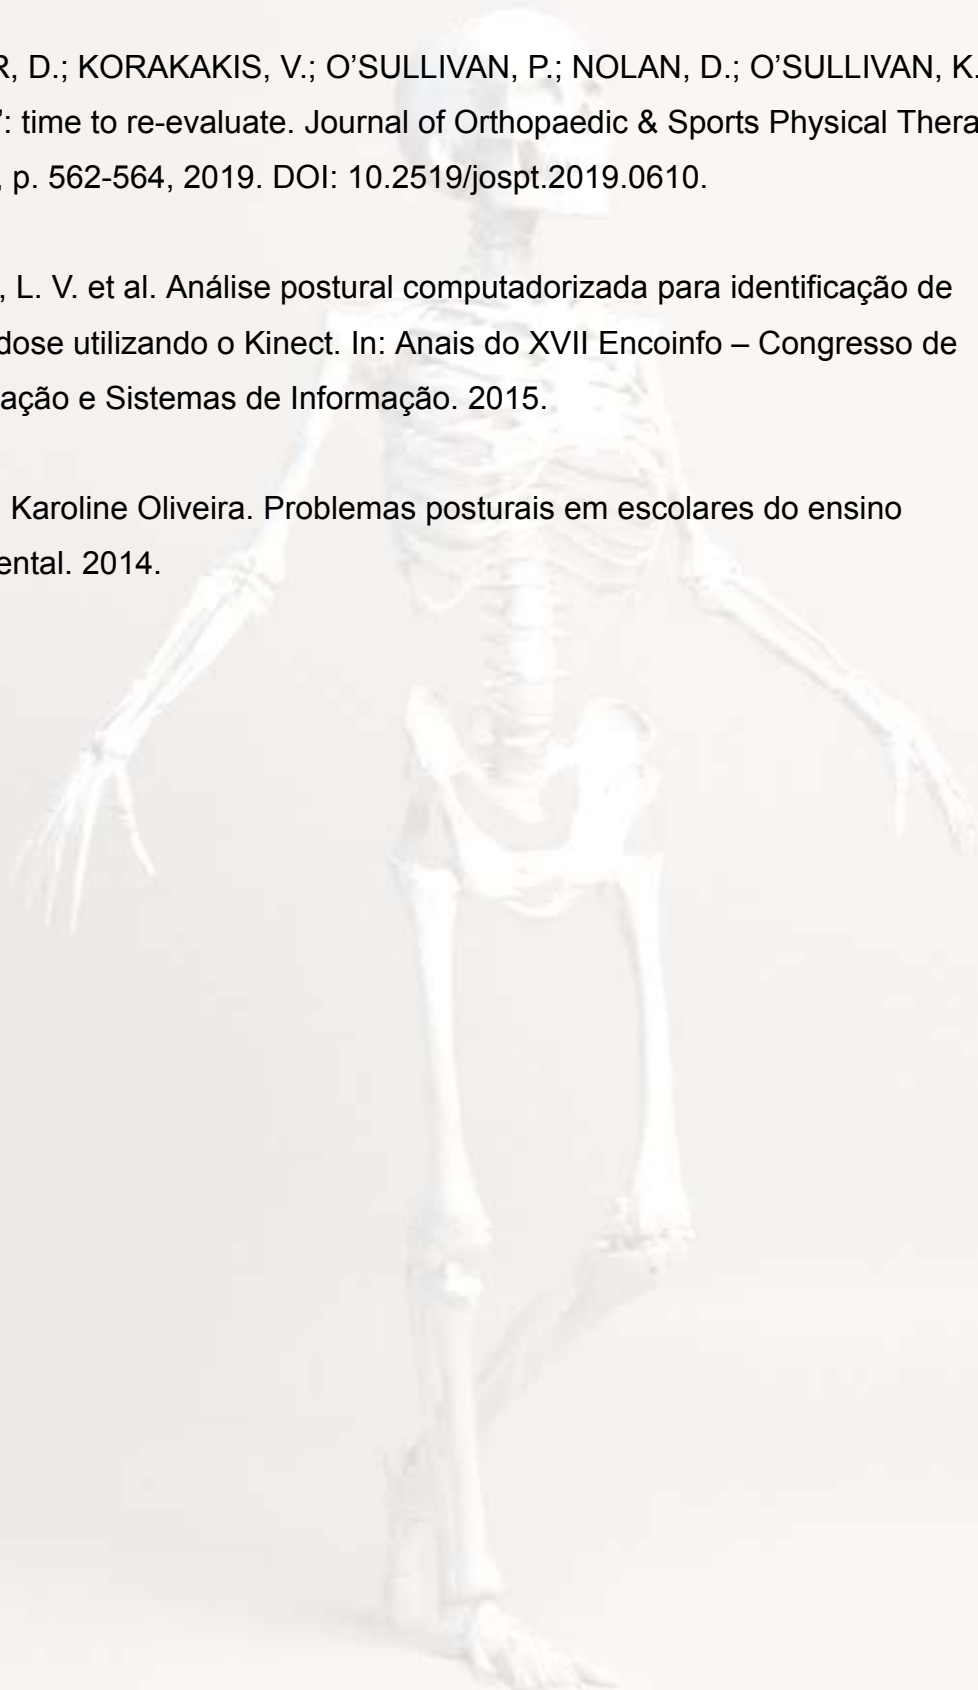 R, D.; KORAKAKIS, V.; O’SULLIVAN, P.; NOLAN, D.; O’SULLIVAN, K.
”: time to re-evaluate. Journal of Orthopaedic & Sports Physical Thera
, p. 562-564, 2019. DOI: 10.2519/jospt.2019.0610.
, L. V. et al. Análise postural computadorizada para identificação de
dose utilizando o Kinect. In: Anais do XVII Encoinfo – Congresso de
ação e Sistemas de Informação. 2015.
Karoline Oliveira. Problemas posturais em escolares do ensino
ental. 2014.